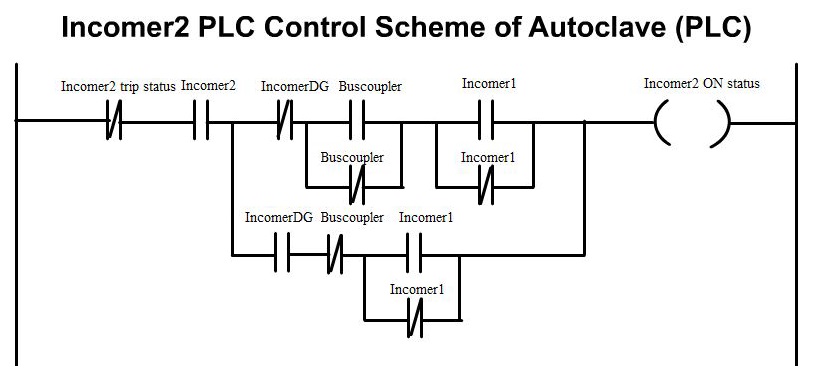 Incomer2 PLC Control Scheme of Autoclave (PLC)
Incomer2 trip status Incomer2 IncomerDG Buscoupler Incomer1 Incomer2 ON status
Buscoupler Incomer1
IncomerDG Buscoupler Incomer1
Incomer1